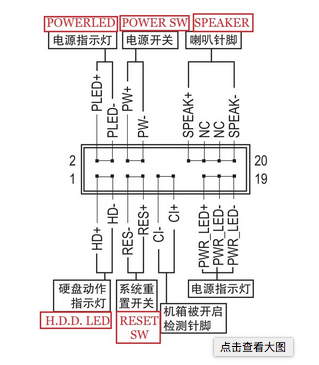 POWERLED POWER SW SPEAKER
电源指示灯 电源开关 喇叭针脚
PLED+
PLED-
PW+
PW-
SPEAK+
NC
NC
SPEAK-
2 20
1 19
HD+
HD-
RES-
RES+
CI-
CI+
PWR_LED+
PWR_LED-
PWR_LED-
硬盘动作
指示灯
H.D.D. LED
系统重
置开关
RESET
SW
机箱被开启
检测针脚
电源指示灯
点击查看大图